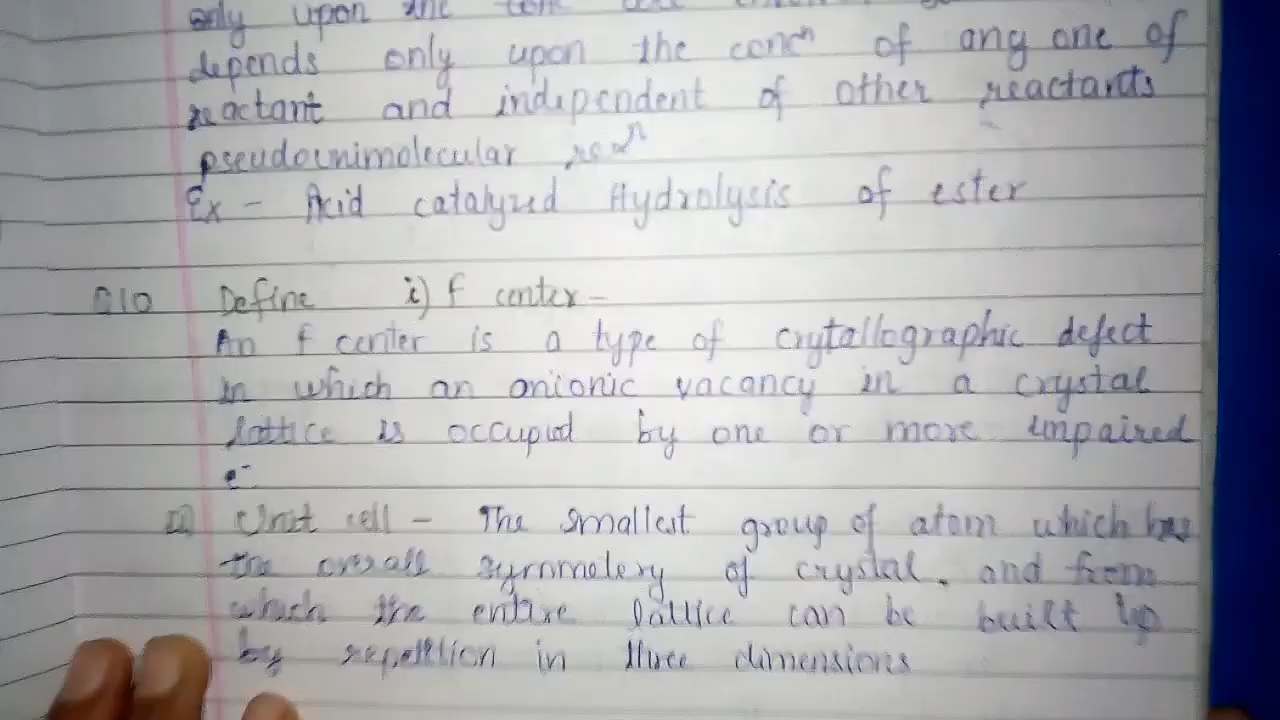 only upon the
depends only upon the concn of any one of
reactant and independent of other reactants
pseudounimolecular rexn
Ex - Acid catalyzed Hydrolysis of ester
Q10 Define i) f center -
An f center is a type of crytallographic defect
in which an anionic vacancy in a crystal
lattice is occupied by one or more unpaired
e-
ii) Unit cell - The smallest group of atom which has
the overall symmetery of crystal. and from
which the entire lattice can be built up
by repetition in three dimensions